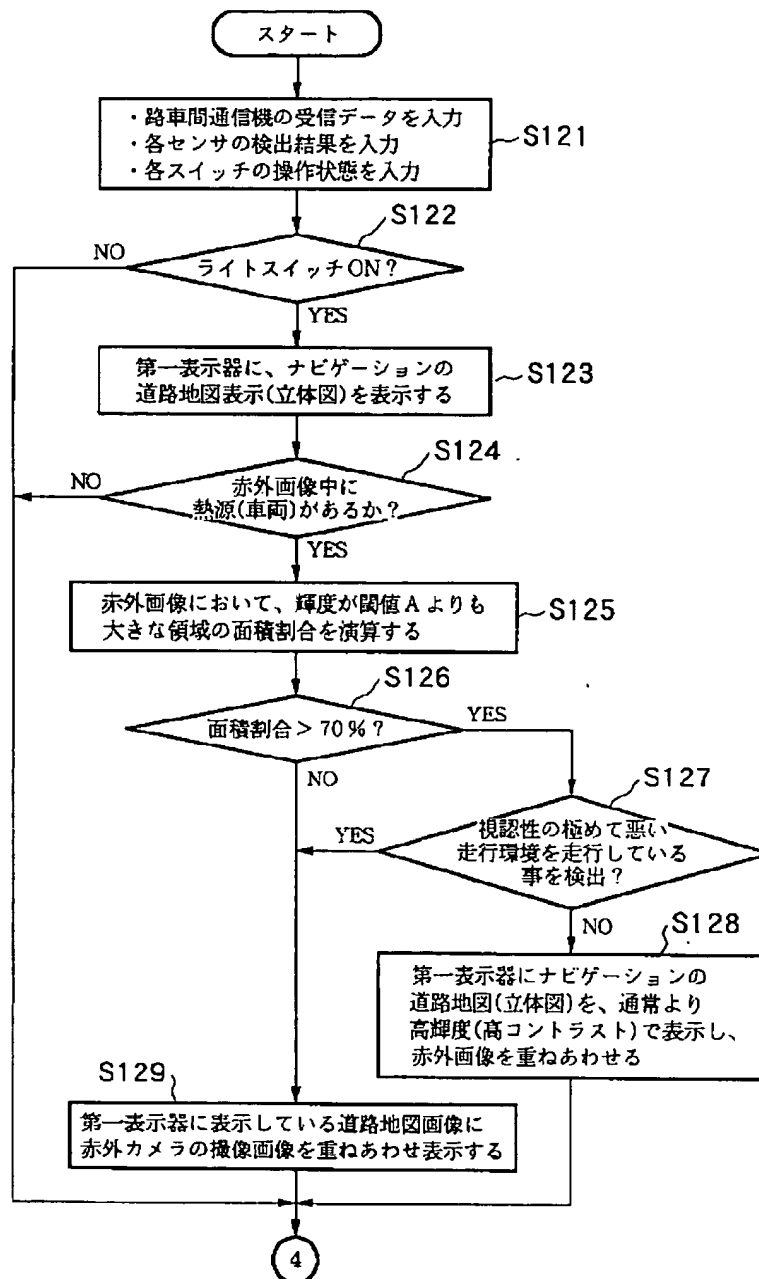 スタート
・路車間通信機の受信データを入力
・各センサの検出結果を入力
・各スイッチの操作状態を入力
S121
S122
NO
ライトスイッチON?
YES
第一表示器に、ナビゲーションの
道路地図表示(立体図)を表示する
S123
S124
NO
赤外画像中に
熱源(車両)があるか?
YES
赤外画像において、輝度が閾値Aよりも
大きな領域の面積割合を演算する
S125
S126
面積割合>70%?
YES
NO
S127
YES
視認性の極めて悪い
走行環境を走行している
事を検出?
NO
S128
第一表示器にナビゲーションの
道路地図(立体図)を、通常より
高輝度(高コントラスト)で表示し、
赤外画像を重ねあわせる
S129
第一表示器に表示している道路地図画像に
赤外カメラの撮像画像を重ねあわせ表示する
4